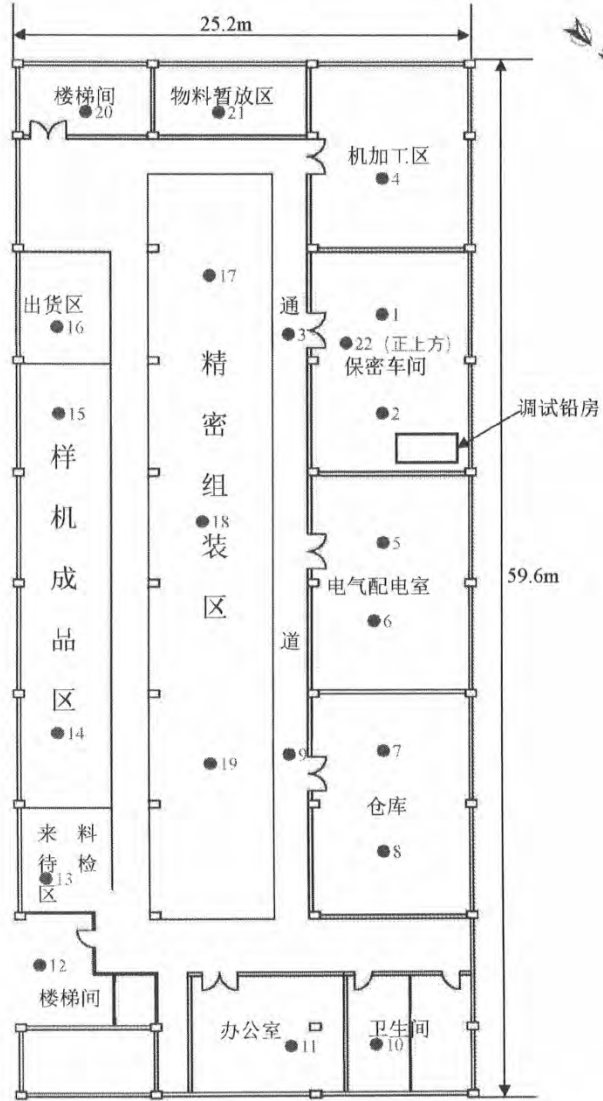 25.2m
楼梯间
20
物料暂放区
21
机加工区
4
17
通
3
1
22（正上方）
保密车间
2
出货区
16
调试铅房
15
样
机
成
品
区
14
精
密
组
装
区
18
5
电气配电室
6
59.6m
道
9
19
7
仓库
8
来 料
待 检
区
13
12
楼梯间
办公室
11
卫生间
10